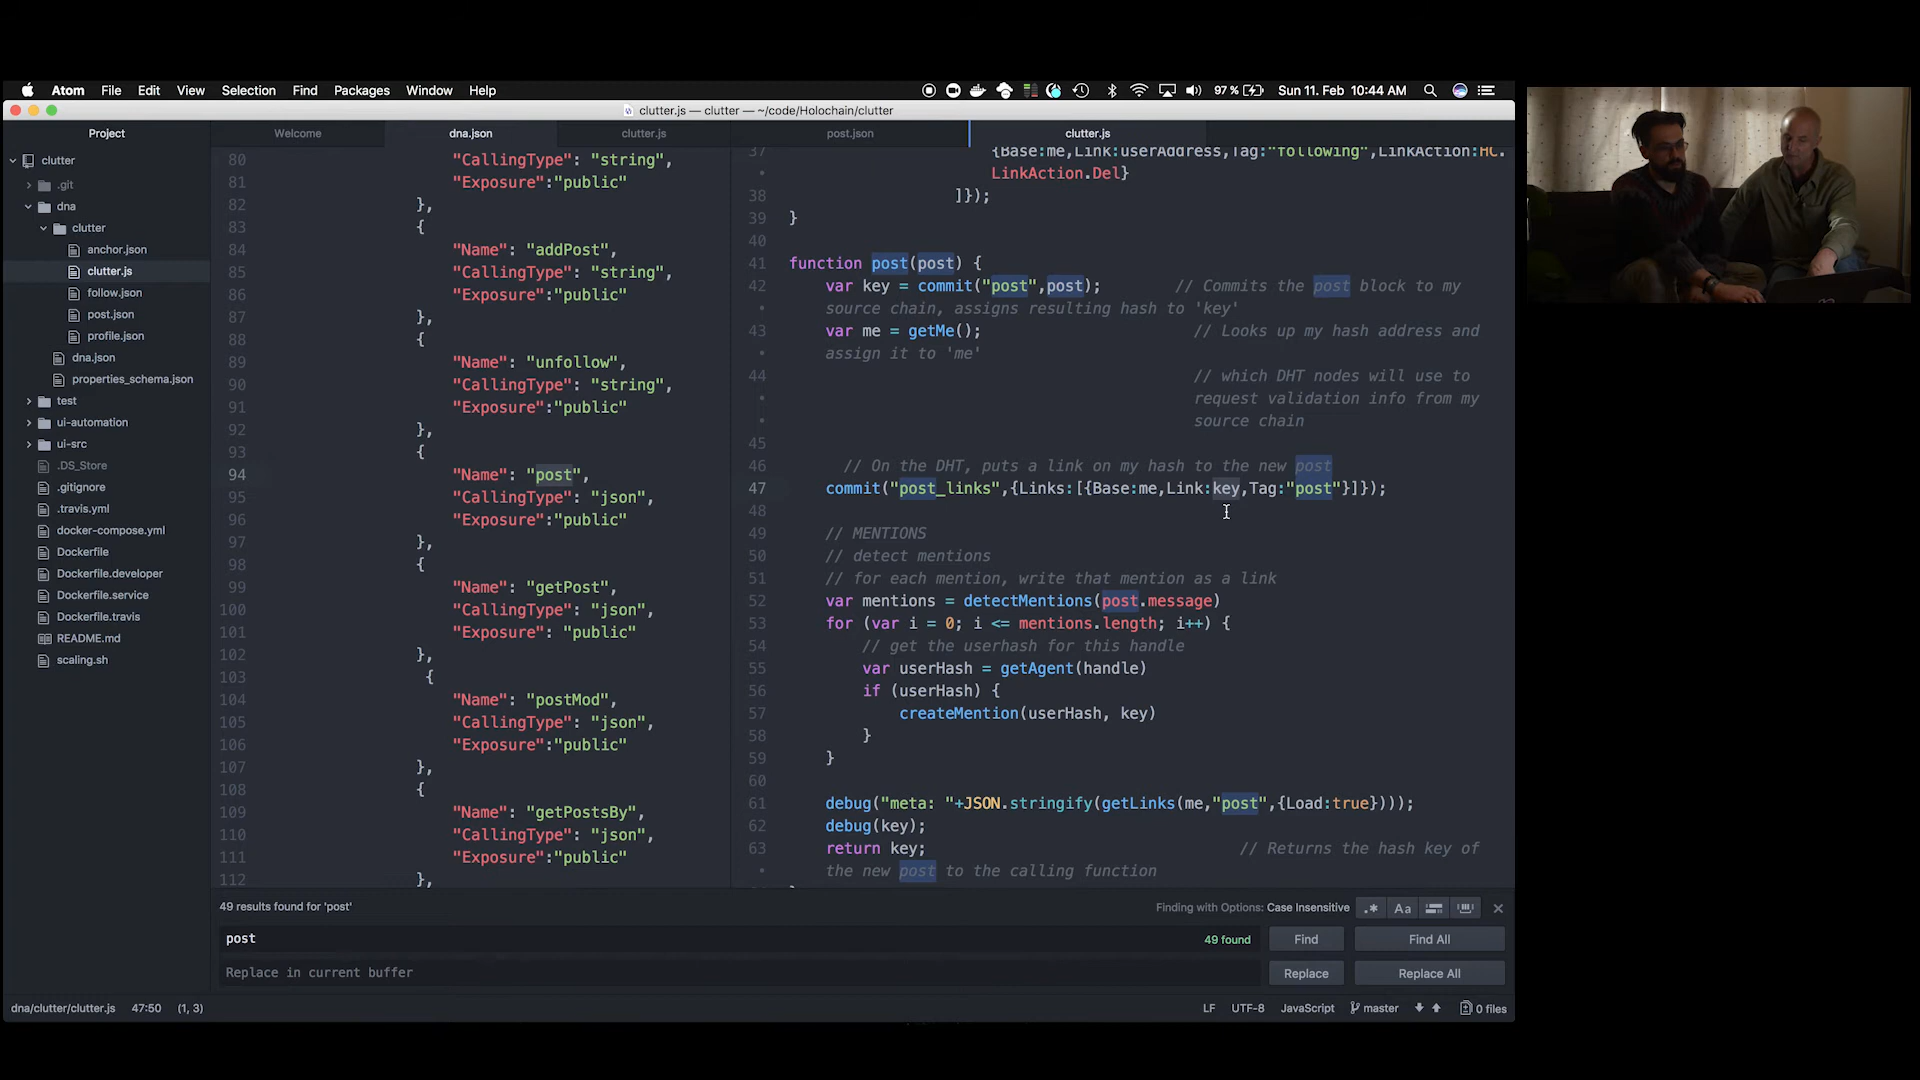 Atom File Edit View Selection Find Packages Window Help 97 % Sun 11. Feb 10:44 AM
clutter.js — clutter — ~/code/Holochain/clutter
Project
Welcome
dna.json
clutter.js
post.json
clutter.js
clutter
.git
dna
clutter
anchor.json
clutter.js
follow.json
post.json
profile.json
dna.json
properties_schema.json
test
ui-automation
ui-src
.DS_Store
.gitignore
.travis.yml
docker-compose.yml
Dockerfile
Dockerfile.developer
Dockerfile.service
Dockerfile.travis
README.md
scaling.sh
80 "CallingType": "string",
81 "Exposure":"public"
82 },
83 {
84 "Name": "addPost",
85 "CallingType": "string",
86 "Exposure":"public"
87 },
88 {
89 "Name": "unfollow",
90 "CallingType": "string",
91 "Exposure":"public"
92 },
93 {
94 "Name": "post",
95 "CallingType": "json",
96 "Exposure":"public"
97 },
98 {
99 "Name": "getPost",
100 "CallingType": "json",
101 "Exposure": "public"
102 },
103 {
104 "Name": "postMod",
105 "CallingType": "json",
106 "Exposure":"public"
107 },
108 {
109 "Name": "getPostsBy",
110 "CallingType": "json",
111 "Exposure":"public"
112 },
37 {Base:me,Link:userAddress,Tag:"following",LinkAction:HC.
LinkAction.Del}
38 ]});
39 }
40
41 function post(post) {
42 var key = commit("post",post); // Commits the post block to my
source chain, assigns resulting hash to 'key'
43 var me = getMe(); // Looks up my hash address and
assign it to 'me'
44 // which DHT nodes will use to
request validation info from my
source chain
45
46 // On the DHT, puts a link on my hash to the new post
47 commit("post_links",{Links:[{Base:me,Link:key,Tag:"post"}]});
48
49 // MENTIONS
50 // detect mentions
51 // for each mention, write that mention as a link
52 var mentions = detectMentions(post.message)
53 for (var i = 0; i <= mentions.length; i++) {
54 // get the userhash for this handle
55 var userHash = getAgent(handle)
56 if (userHash) {
57 createMention(userHash, key)
58 }
59 }
60
61 debug("meta: "+JSON.stringify(getLinks(me,"post",{Load:true})));
62 debug(key);
63 return key; // Returns the hash key of
the new post to the calling function
49 results found for 'post'
Finding with Options: Case Insensitive .* Aa
post 49 found Find Find All
Replace in current buffer Replace Replace All
dna/clutter/clutter.js 47:50 (1, 3) LF UTF-8 JavaScript master 0 files